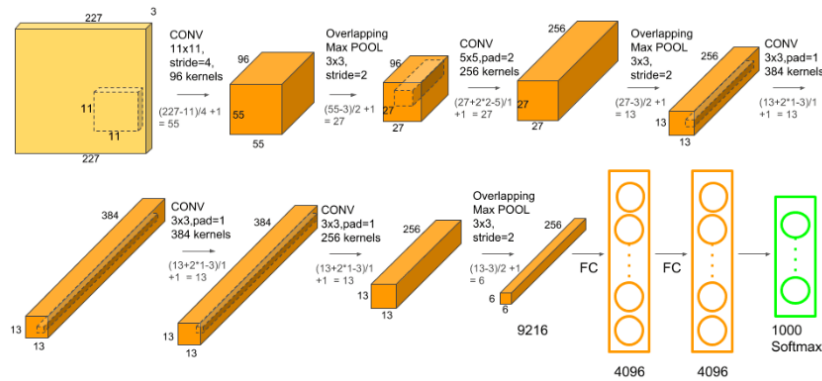 227
3
11
11
227
CONV
11x11,
stride=4,
96 kernels
(227-11)/4 +1
= 55
96
55
55
Overlapping
Max POOL
3x3,
stride=2
(55-3)/2 +1
= 27
96
27
27
CONV
5x5,pad=2
256 kernels
(27+2*2-5)/1
+1 = 27
256
27
27
Overlapping
Max POOL
3x3,
stride=2
(27-3)/2 +1
= 13
256
13
13
CONV
3x3,pad=1
384 kernels
(13+2*1-3)/1
+1 = 13
384
13
13
CONV
3x3,pad=1
384 kernels
(13+2*1-3)/1
+1 = 13
384
13
13
CONV
3x3,pad=1
256 kernels
(13+2*1-3)/1
+1 = 13
256
13
13
Overlapping
Max POOL
3x3,
stride=2
(13-3)/2 +1
= 6
256
6
6
9216
FC
4096
FC
4096
1000
Softmax